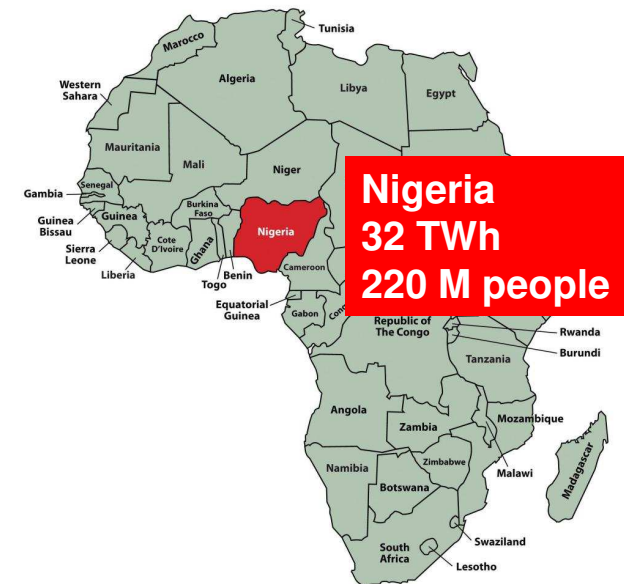 Tunisia
Marocco
Algeria
Libya
Egypt
Western
Sahara
Mauritania
Mali
Niger
Senegal
Gambia
Guinea
Bissau
Guinea
Sierra
Leone
Liberia
Cote
D'Ivoire
Burkina
Faso
Ghana
Togo
Benin
Nigeria
Nigeria
32 TWh
220 M people
Cameroon
Equatorial
Guinea
Gabon
Republic of
The Congo
Rwanda
Burundi
Tanzania
Angola
Zambia
Malawi
Mozambique
Madagascar
Zimbabwe
Namibia
Botswana
Swaziland
South
Africa
Lesotho